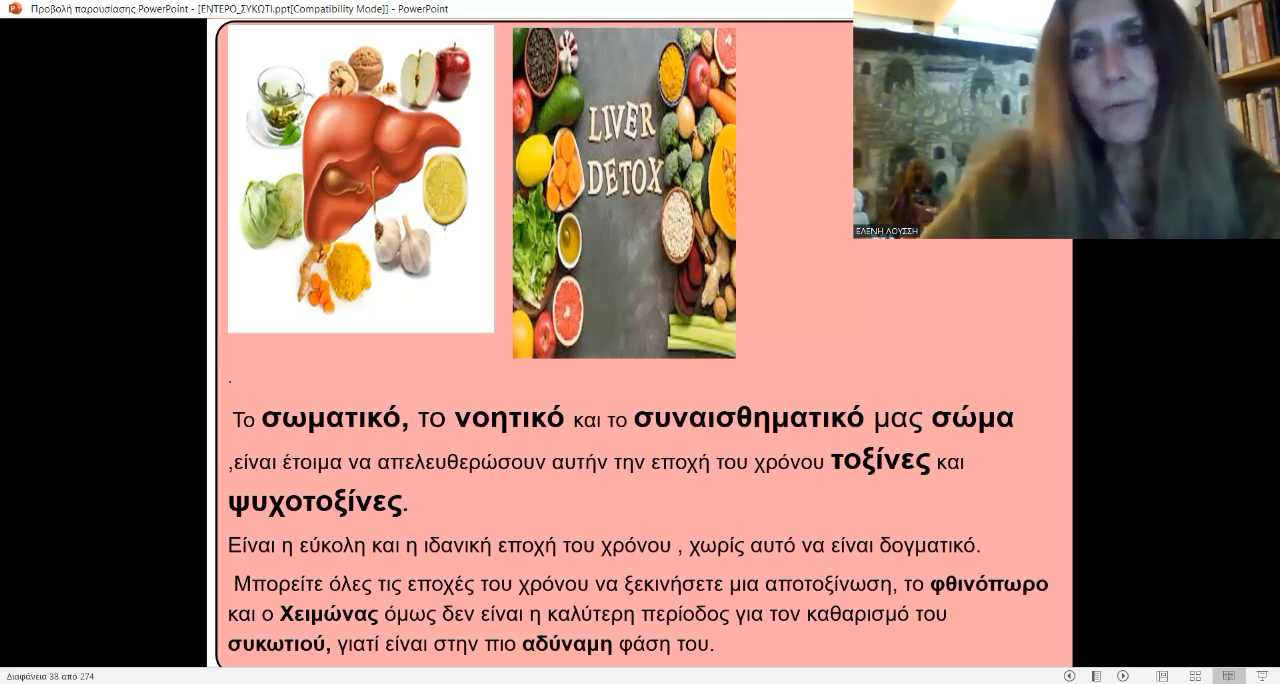 Προβολή παρουσίασης PowerPoint - [ΕΝΤΕΡΟ_ΣΥΚΩΤΙ.ppt[Compatibility Mode]] - PowerPoint
LIVER
DETOX
ΕΛΕΝΗ ΛΟΥΣΣΗ
.
Το σωματικό, το νοητικό και το συναισθηματικό μας σώμα
,είναι έτοιμα να απελευθερώσουν αυτήν την εποχή του χρόνου τοξίνες και
ψυχοτοξίνες.
Είναι η εύκολη και η ιδανική εποχή του χρόνου , χωρίς αυτό να είναι δογματικό.
Μπορείτε όλες τις εποχές του χρόνου να ξεκινήσετε μια αποτοξίνωση, το φθινόπωρο
και ο Χειμώνας όμως δεν είναι η καλύτερη περίοδος για τον καθαρισμό του
συκωτιού, γιατί είναι στην πιο αδύναμη φάση του.
Διαφάνεια 38 από 274